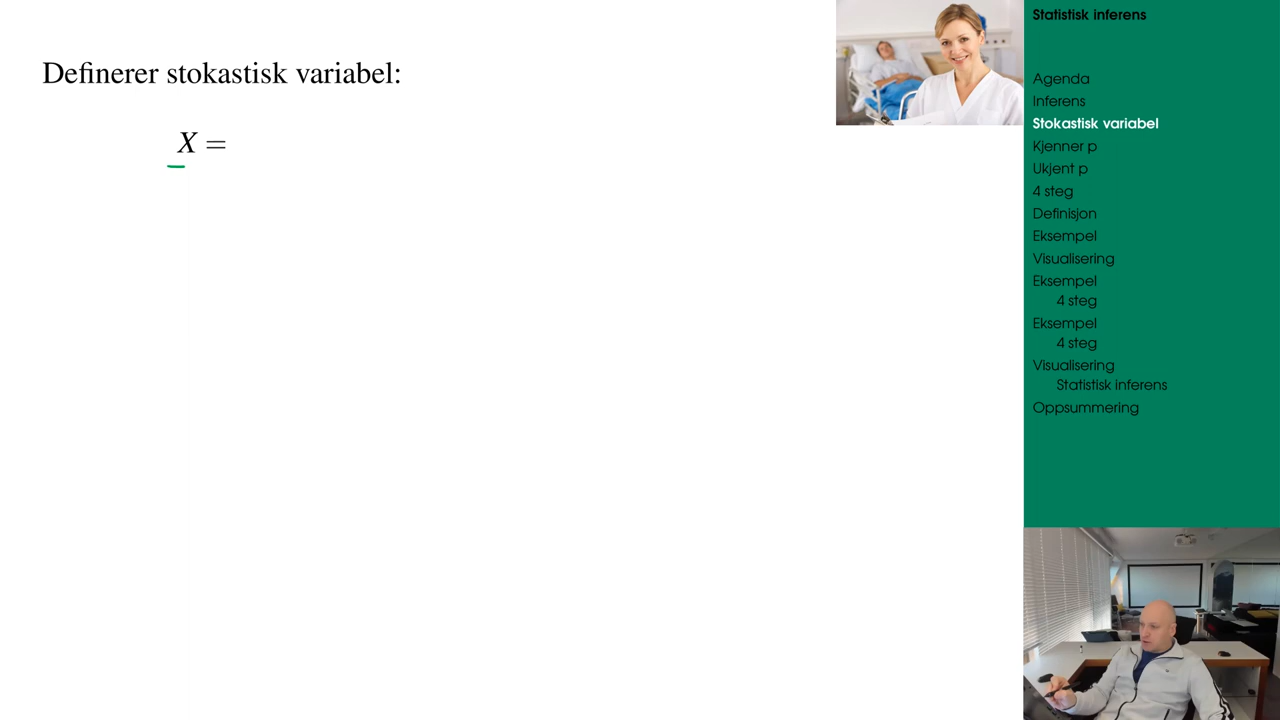 Definerer stokastisk variabel:
X =
Statistisk inferens
Agenda
Inferens
Stokastisk variabel
Kjenner p
Ukjent p
4 steg
Definisjon
Eksempel
Visualisering
Eksempel
4 steg
Eksempel
4 steg
Visualisering
Statistisk inferens
Oppsummering